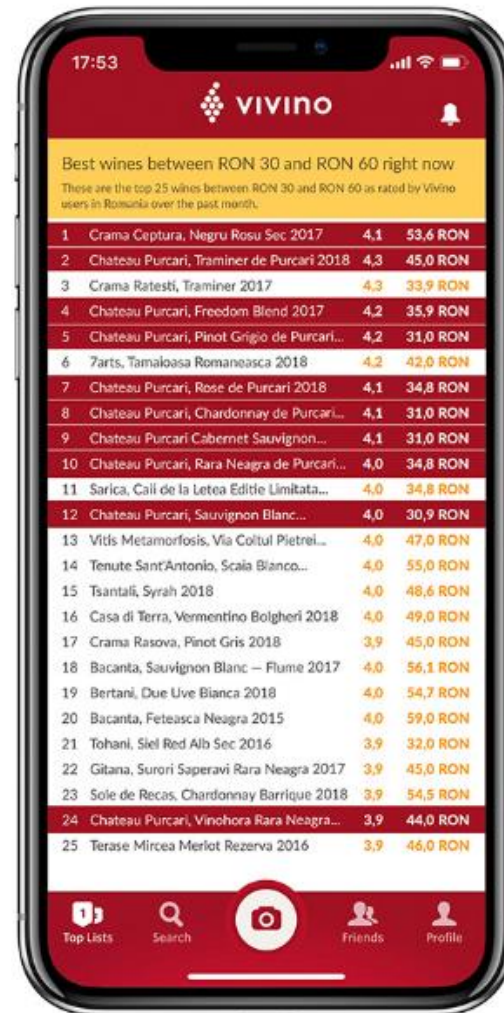 17:53
VIVINO
Best wines between RON 30 and RON 60 right now
These are the top 25 wines between RON 30 and RON 60 as rated by Vivino
users in Romania over the past month.
1 Crama Ceptura, Negru Rosu Sec 2017 4,1 53,6 RON
2 Chateau Purcari, Traminer de Purcari 2018 4,3 45,0 RON
3 Crama Ratesti, Traminer 2017 4,3 33,9 RON
4 Chateau Purcari, Freedom Blend 2017 4,2 35,9 RON
5 Chateau Purcari, Pinot Grigio de Purcari... 4,2 31,0 RON
6 7arts, Tamaioasa Romaneasca 2018 4,2 42,0 RON
7 Chateau Purcari, Rose de Purcari 2018 4,1 34,8 RON
8 Chateau Purcari, Chardonnay de Purcari... 4,1 31,0 RON
9 Chateau Purcari Cabernet Sauvignon... 4,1 31,0 RON
10 Chateau Purcari, Rara Neagra de Purcari... 4,0 34,8 RON
11 Sarica, Caii de la Letea Editie Limitata... 4,0 34,8 RON
12 Chateau Purcari, Sauvignon Blanc... 4,0 30,9 RON
13 Vitis Metamorfosis, Via Coltul Pietrei... 4,0 47,0 RON
14 Tenute Sant'Antonio, Scaia Blanco... 4,0 55,0 RON
15 Tsantali, Syrah 2018 4,0 48,6 RON
16 Casa di Terra, Vermentino Bolgheri 2018 4,0 49,0 RON
17 Crama Rasova, Pinot Gris 2018 3,9 45,0 RON
18 Bacanta, Sauvignon Blanc — Flume 2017 4,0 56,1 RON
19 Bertani, Due Uve Bianca 2018 4,0 54,7 RON
20 Bacanta, Feteasca Neagra 2015 4,0 59,0 RON
21 Tohani, Siel Red Alb Sec 2016 3,9 32,0 RON
22 Gitana, Surori Saperavi Rara Neagra 2017 3,9 45,0 RON
23 Sole de Recas, Chardonnay Barrique 2018 3,9 54,5 RON
24 Chateau Purcari, Vinohora Rara Neagra... 3,9 44,0 RON
25 Terase Mircea Merlot Rezerva 2016 3,9 46,0 RON
1
Top Lists Search Friends Profile